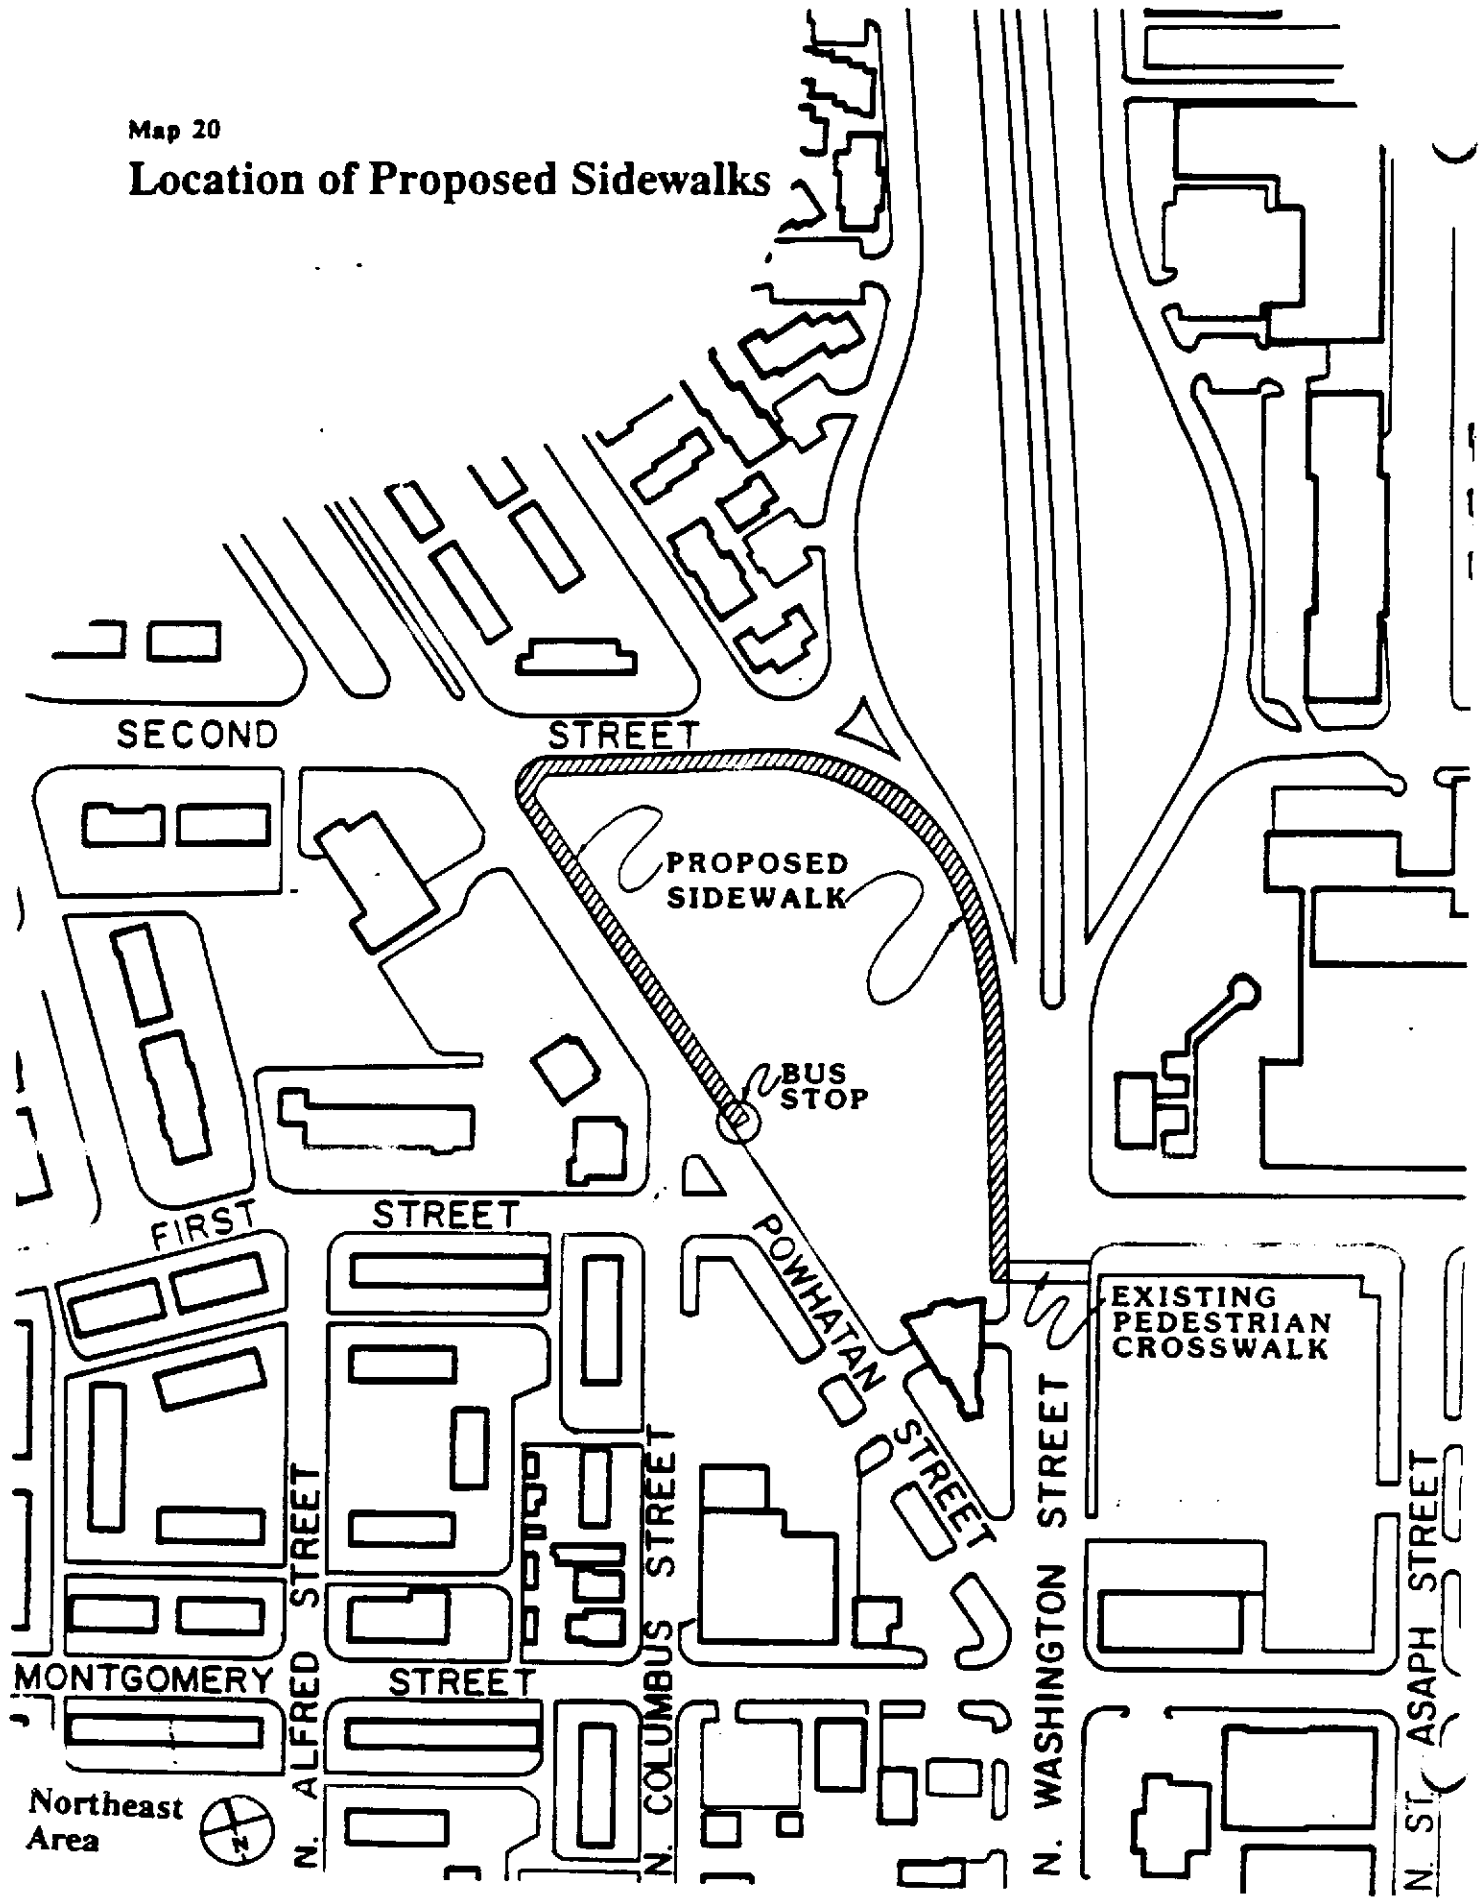 Map 20
Location of Proposed Sidewalks
SECOND STREET
PROPOSED
SIDEWALK
BUS
STOP
FIRST STREET
POWHATAN STREET
EXISTING
PEDESTRIAN
CROSSWALK
N. ALFRED STREET
N. COLUMBUS STREET
N. WASHINGTON STREET
N. ST. ASAPH STREET
MONTGOMERY STREET
Northeast
Area
N